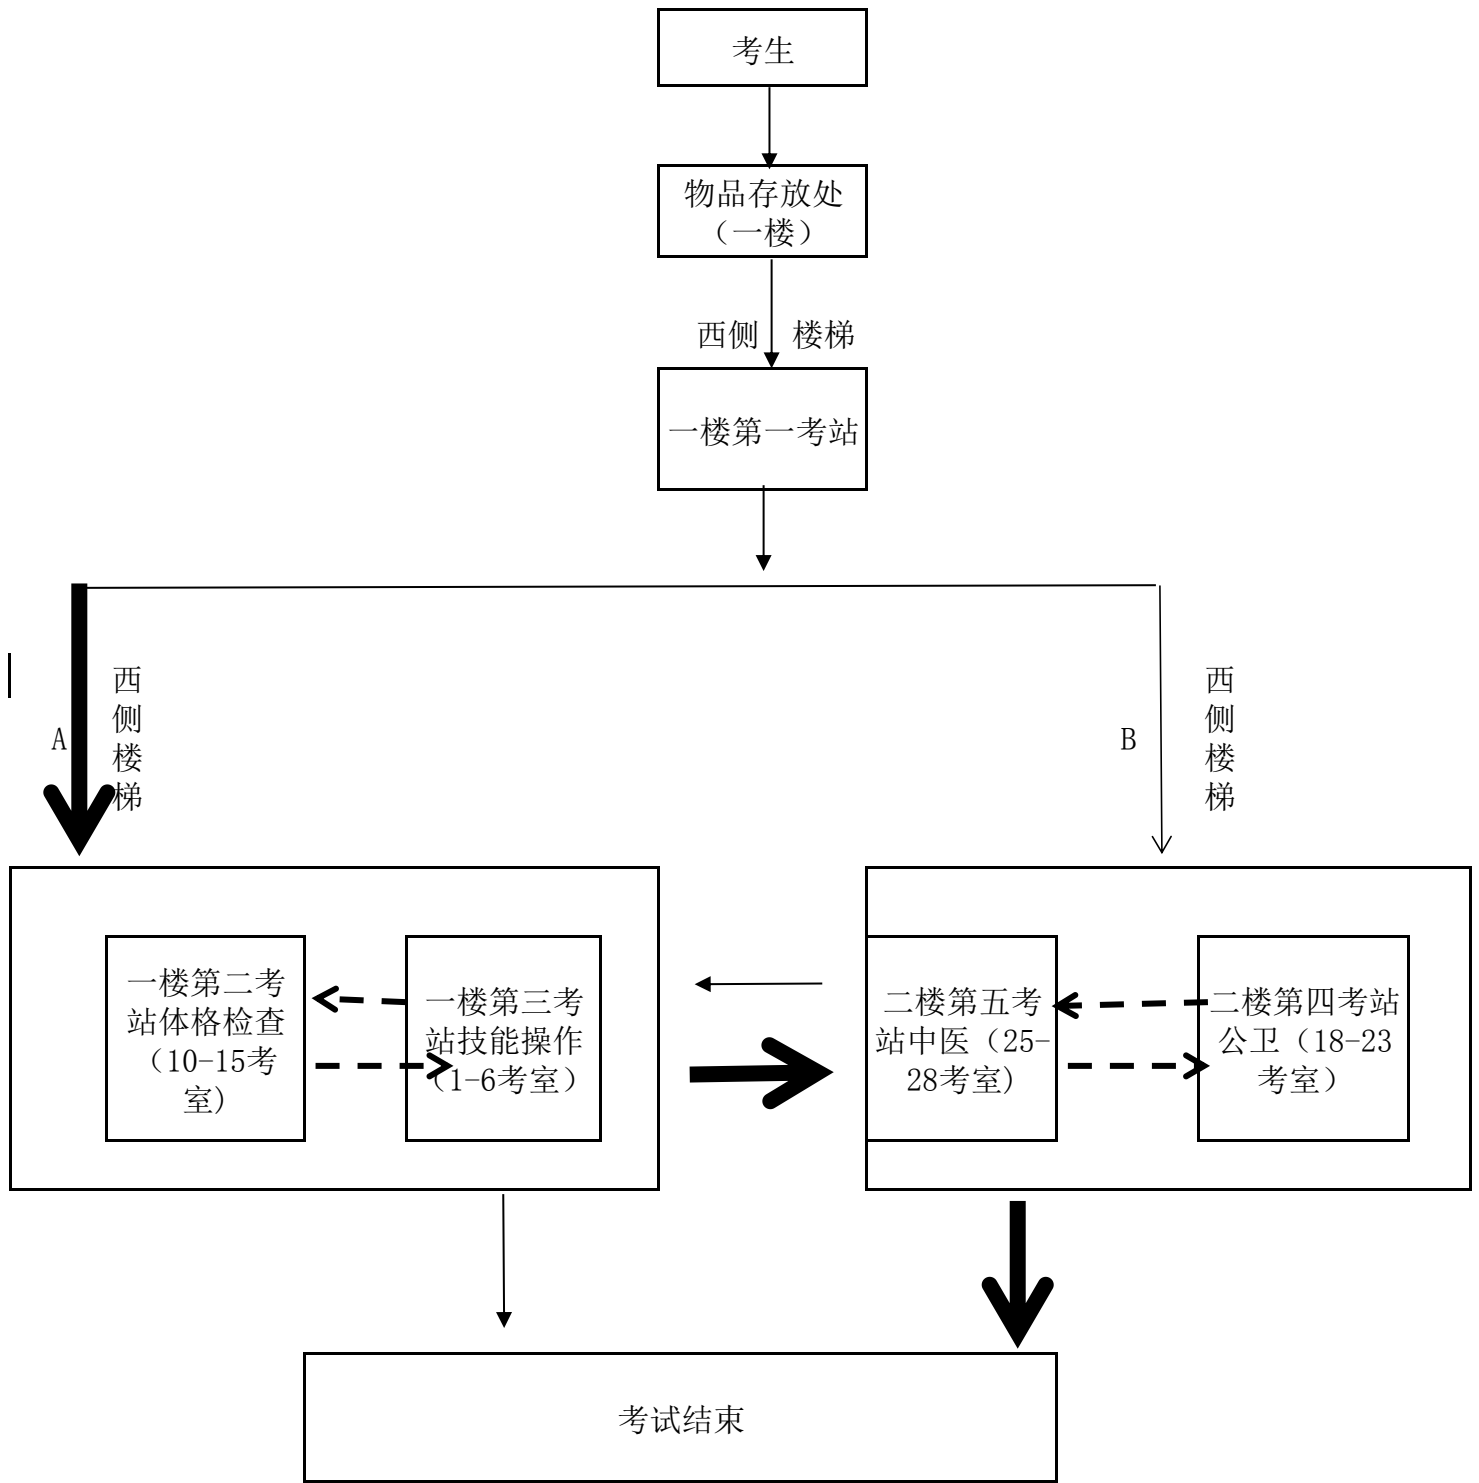 考生
物品存放处
（一楼）
西侧 楼梯
一楼第一考站
A
西
侧
楼
梯
B
西
侧
楼
梯
一楼第二考
站体格检查
（10-15考
室)
一楼第三考
站技能操作
（1-6考室）
二楼第五考
站中医（25-
28考室)
二楼第四考站
公卫（18-23
考室）
考试结束